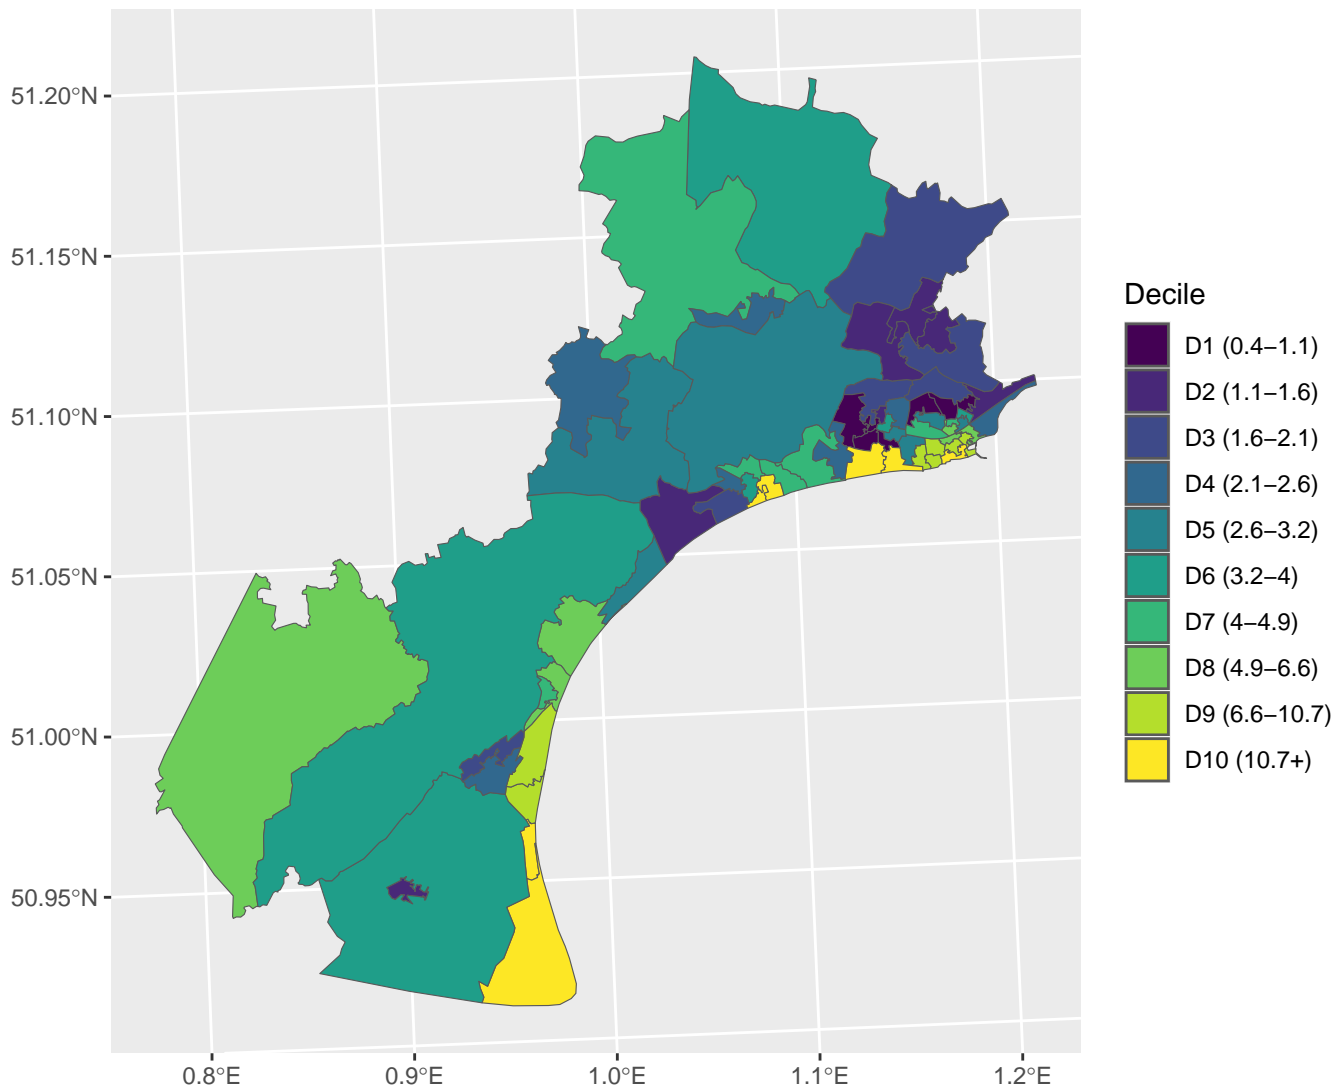 51.20°N
51.15°N
51.10°N
51.05°N
51.00°N
50.95°N
0.8°E
0.9°E
1.0°E
1.1°E
1.2°E
Decile
D1 (0.4–1.1)
D2 (1.1–1.6)
D3 (1.6–2.1)
D4 (2.1–2.6)
D5 (2.6–3.2)
D6 (3.2–4)
D7 (4–4.9)
D8 (4.9–6.6)
D9 (6.6–10.7)
D10 (10.7+)